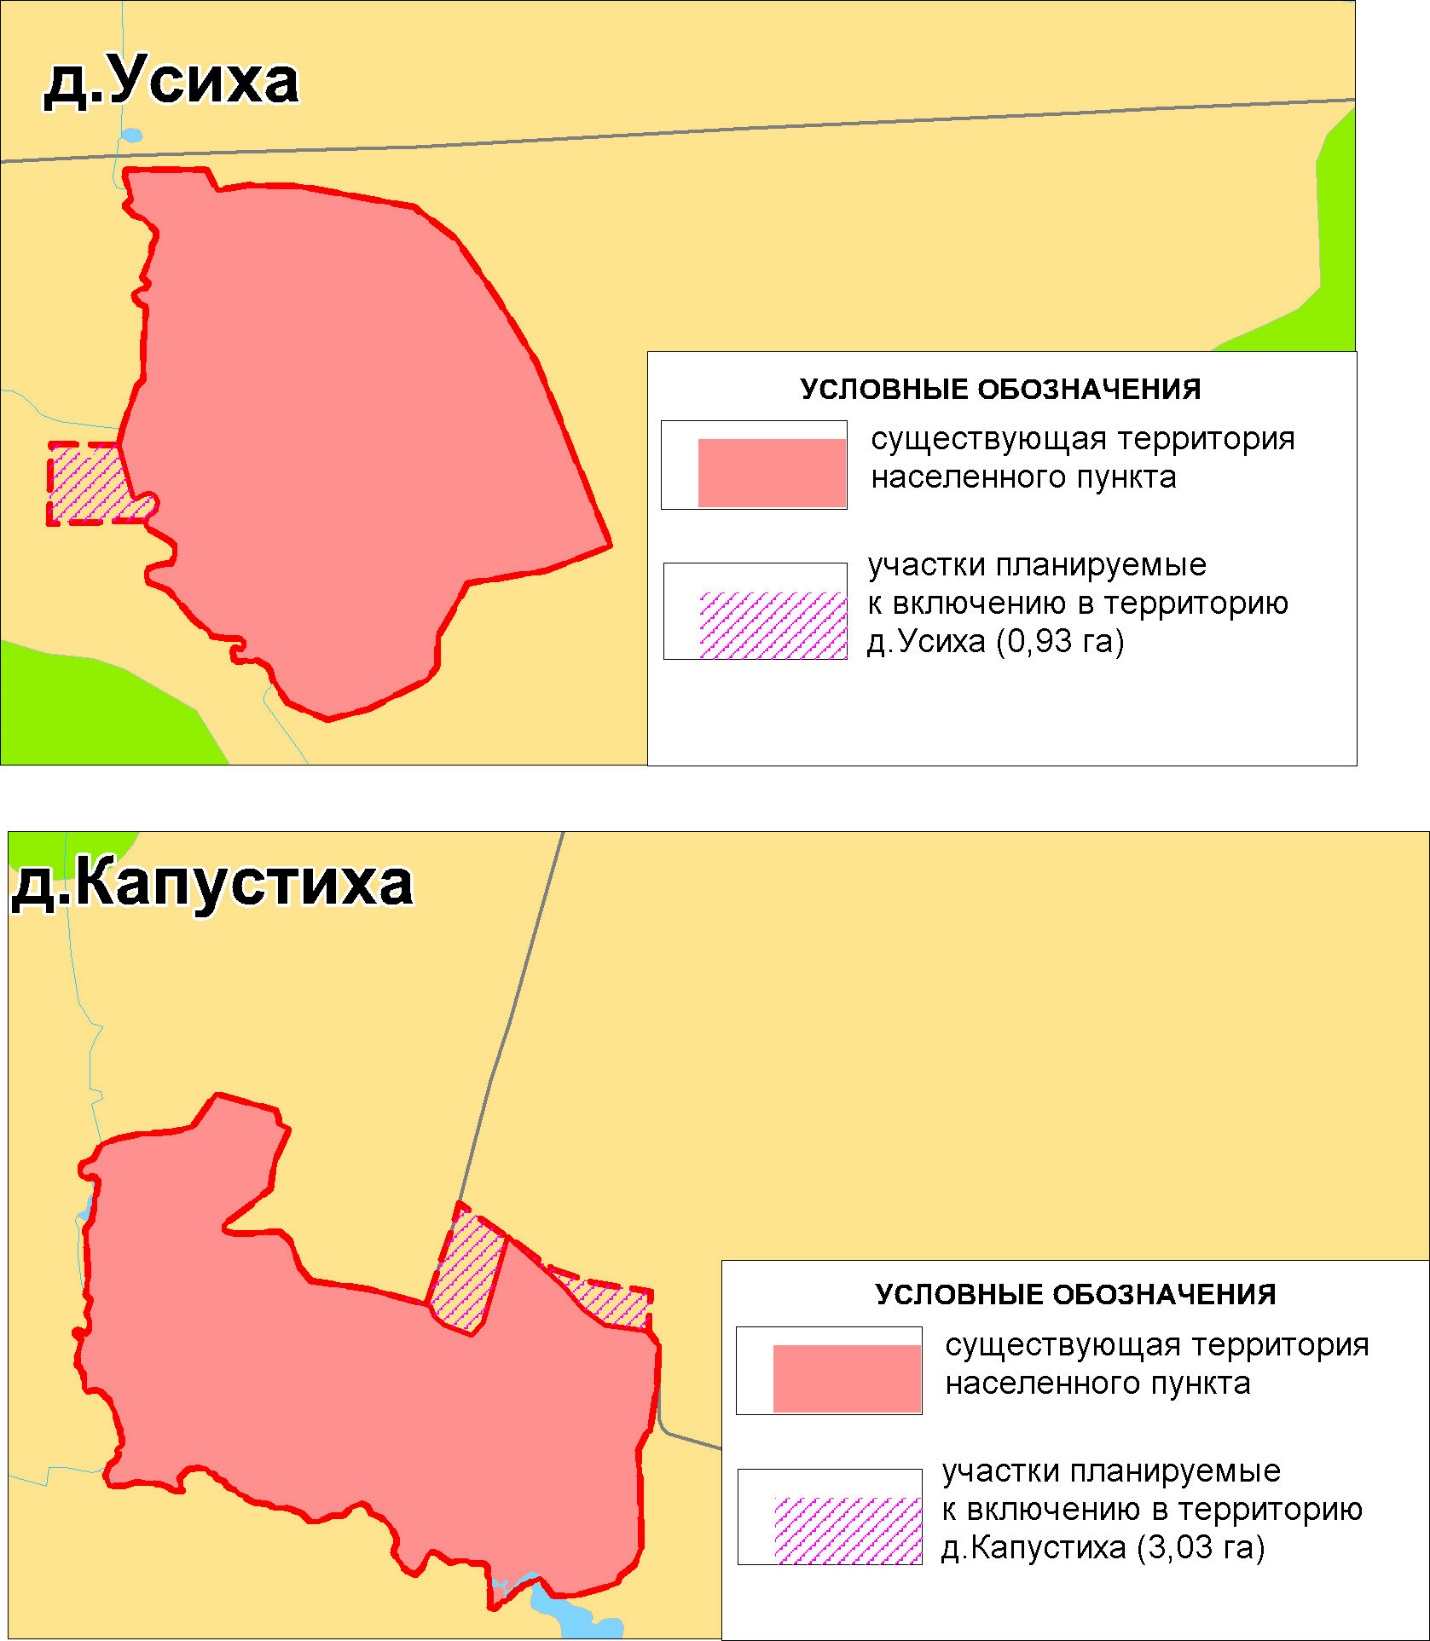 д.Усиха
УСЛОВНЫЕ ОБОЗНАЧЕНИЯ
существующая территория
населенного пункта
участки планируемые
к включению в территорию
д.Усиха (0,93 га)
д.Капустиха
УСЛОВНЫЕ ОБОЗНАЧЕНИЯ
существующая территория
населенного пункта
участки планируемые
к включению в территорию
д.Капустиха (3,03 га)